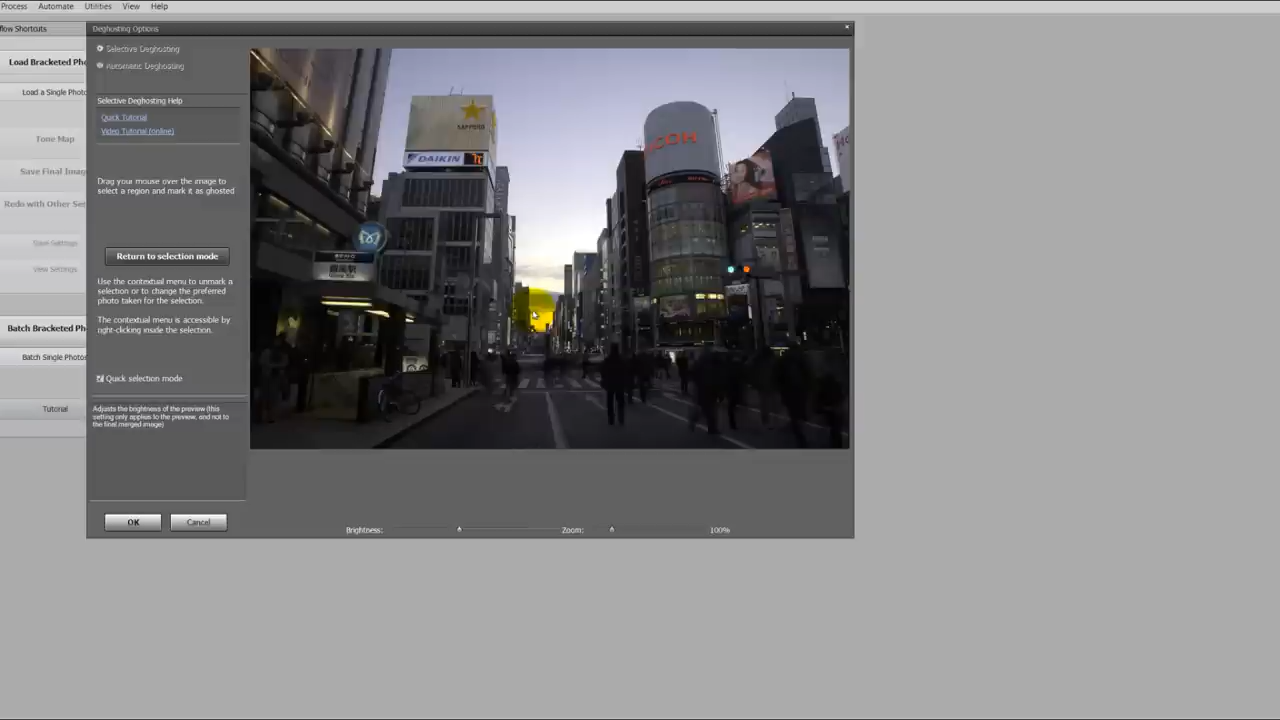 Process Automate Utilities View Help
flow Shortcuts
Load Bracketed Pho
Load a Single Photo
Tone Map
Save Final Imag
Redo with Other Se
Save Settings
View Settings
Batch Bracketed Ph
Batch Single Photos
Tutorial
Deghosting Options
Selective Deghosting
Automatic Deghosting
Selective Deghosting Help
Quick Tutorial
Video Tutorial (online)
Drag your mouse over the image to
select a region and mark it as ghosted
Return to selection mode
Use the contextual menu to unmark a
selection or to change the preferred
photo taken for the selection.
The contextual menu is accessible by
right-clicking inside the selection.
Quick selection mode
Adjusts the brightness of the preview (this
setting only applies to the preview, and not to
the final merged image)
OK
Cancel
SAPPORO
DAIKIN
RICOH
銀座駅
Brightness:
Zoom:
100%